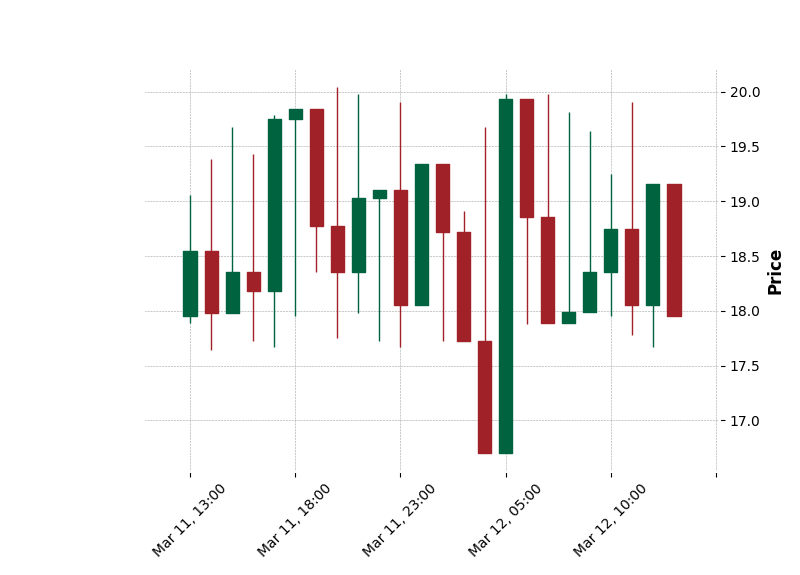 20.0
19.5
19.0
18.5
18.0
17.5
17.0
Price
Mar 11, 13:00
Mar 11, 18:00
Mar 11, 23:00
Mar 12, 05:00
Mar 12, 10:00